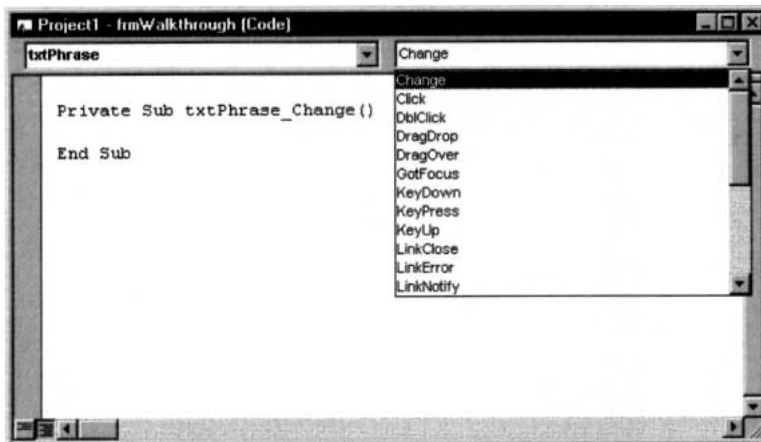 Project1 - frmWalkthrough (Code)
txtPhrase
Change
Private Sub txtPhrase_Change()
End Sub
Change
Click
DblClick
DragDrop
DragOver
GotFocus
KeyDown
KeyPress
KeyUp
LinkClose
LinkError
LinkNotify